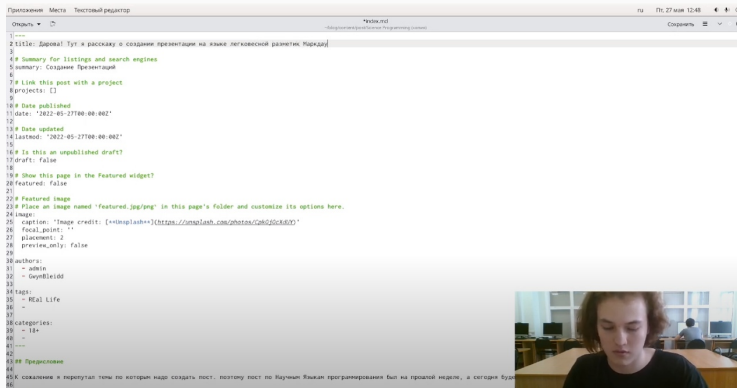 Приложения Места Текстовый редактор ru Пт, 27 мая 12:48
Открыть *index.md Сохранить
1 ---
2 title: Дарова! Тут я расскажу о создании презентации на языке легковесной разметик Маркдау
3
4 # Summary for listings and search engines
5 summary: Создание Презентаций
6
7 # Link this post with a project
8 projects: []
9
10 # Date published
11 date: '2022-05-27T00:00:00Z'
12
13 # Date updated
14 lastmod: '2022-05-27T00:00:00Z'
15
16 # Is this an unpublished draft?
17 draft: false
18
19 # Show this page in the Featured widget?
20 featured: false
21
22 # Featured image
23 # Place an image named 'featured.jpg/png' in this page's folder and customize its options here.
24 image:
25 caption: 'Image credit: [**Unsplash**](https://unsplash.com/photos/
26 focal_point: ''
27 placement: 2
28 preview_only: false
29
30 authors:
31 - admin
32 - GwynBleidd
33
34 tags:
35 - REal Life
36 -
37
38 categories:
39 - 18+
40 -
41 ---
42
43 ## Предисловие
44
45 К сожалению я перепутал темы по которым надо создать пост. поэтому пост по Научным Языкам программирования был на прошлой неделе, а сегодня
46